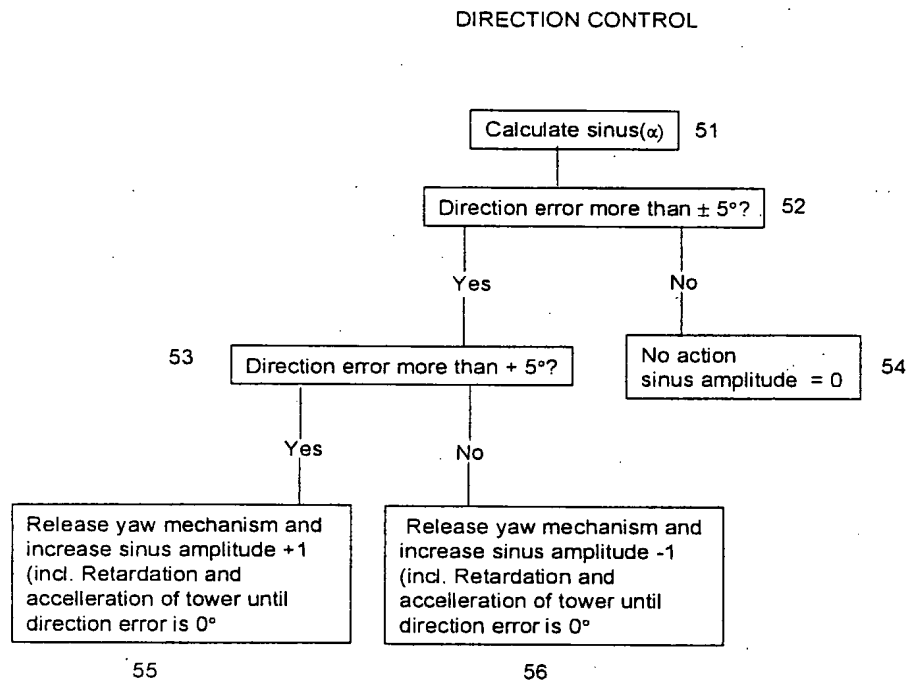 DIRECTION CONTROL
Calculate sinus(α) 51
Direction error more than ± 5°? 52
Yes
No
53 Direction error more than + 5°?
No action
sinus amplitude = 0
54
Yes
No
Release yaw mechanism and
increase sinus amplitude +1
(incl. Retardation and
accelleration of tower until
direction error is 0°
Release yaw mechanism and
increase sinus amplitude -1
(incl. Retardation and
accelleration of tower until
direction error is 0°
55
56